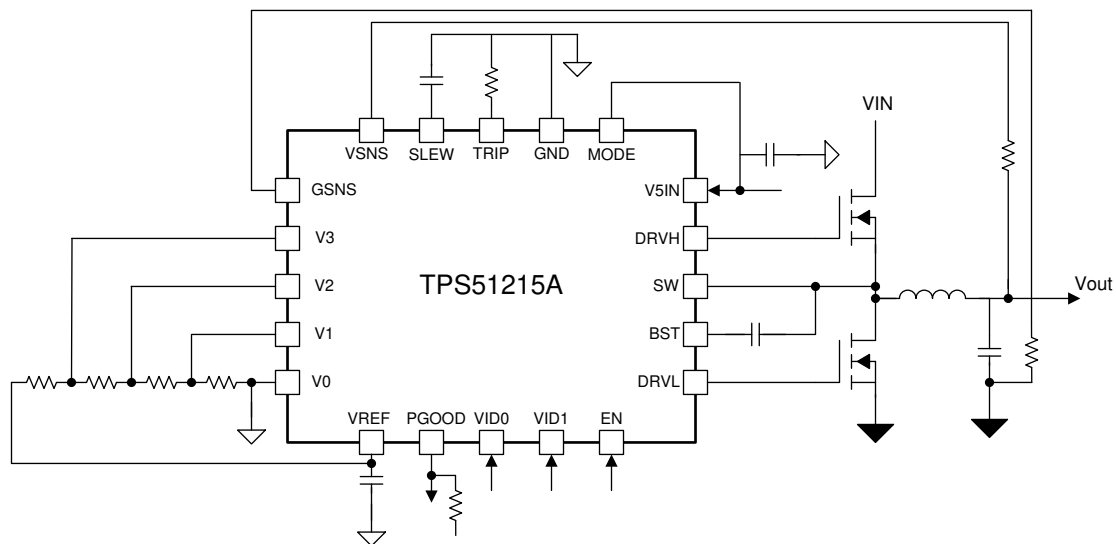 VSNS SLEW TRIP GND MODE
VIN
GSNS
V5IN
V3
DRVH
V2
TPS51215A
SW
Vout
V1
BST
V0
DRVL
VREF PGOOD VID0 VID1 EN